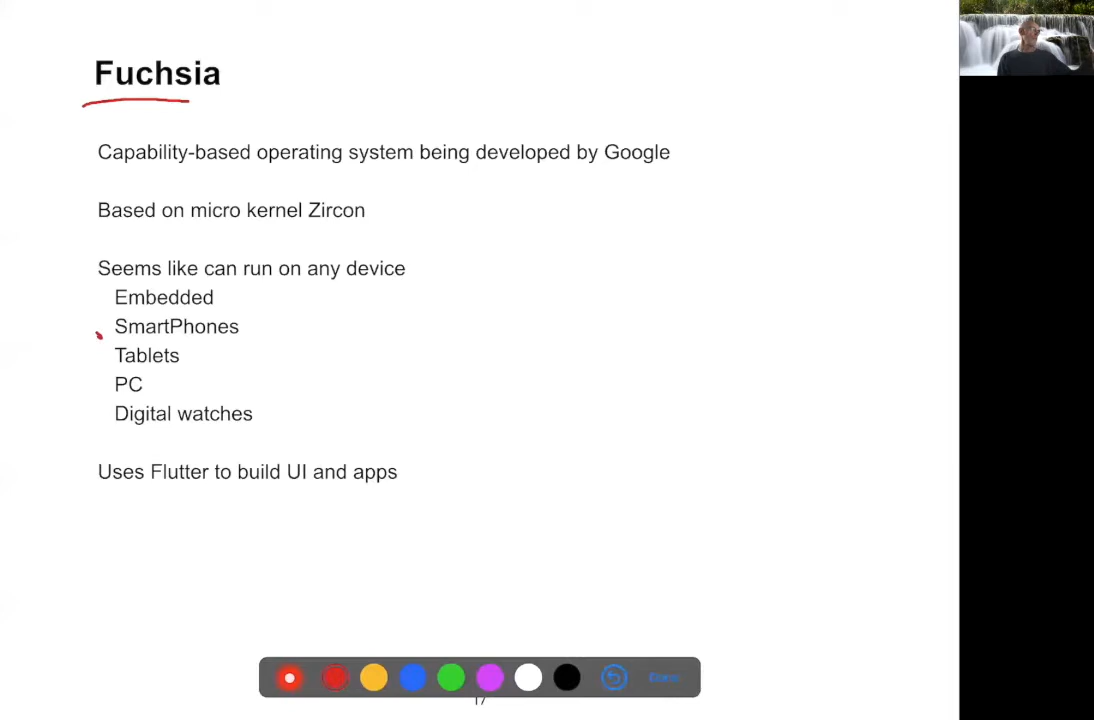 Fuchsia
Capability-based operating system being developed by Google
Based on micro kernel Zircon
Seems like can run on any device
Embedded
SmartPhones
Tablets
PC
Digital watches
Uses Flutter to build UI and apps
17